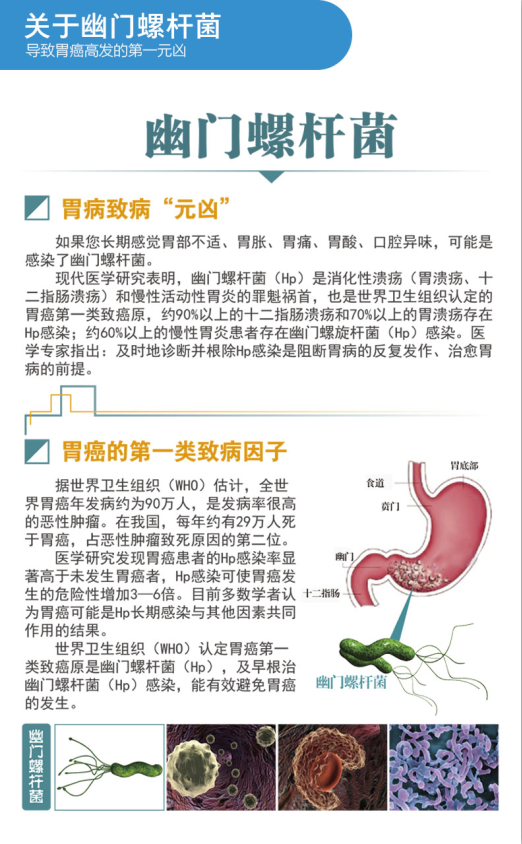 关于幽门螺杆菌
导致胃癌高发的第一元凶
幽门螺杆菌
胃病致病“元凶”
如果您长期感觉胃部不适、胃胀、胃痛、胃酸、口腔异味，可能是
感染了幽门螺杆菌。
现代医学研究表明，幽门螺杆菌（Hp）是消化性溃疡（胃溃疡、十
二指肠溃疡）和慢性活动性胃炎的罪魁祸首，也是世界卫生组织认定的
胃癌第一类致癌原，约90%以上的十二指肠溃疡和70%以上的胃溃疡存在
Hp感染；约60%以上的慢性胃炎患者存在幽门螺旋杆菌（Hp）感染。医
学专家指出：及时地诊断并根除Hp感染是阻断胃病的反复发作、治愈胃
病的前提。
胃癌的第一类致病因子
据世界卫生组织（WHO）估计，全世
界胃癌年发病约为90万人，是发病率很高
的恶性肿瘤。在我国，每年约有29万人死
于胃癌，占恶性肿瘤致死原因的第二位。
医学研究发现胃癌患者的Hp感染率显
著高于未发生胃癌者，Hp感染可使胃癌发
生的危险性增加3—6倍。目前多数学者认
为胃癌可能是Hp长期感染与其他因素共同
作用的结果。
世界卫生组织（WHO）认定胃癌第一
类致癌原是幽门螺杆菌（Hp），及早根治
幽门螺杆菌（Hp）感染，能有效避免胃癌
的发生。
胃底部
食道
贲门
幽门
十二指肠
幽门螺杆菌
幽门螺杆菌